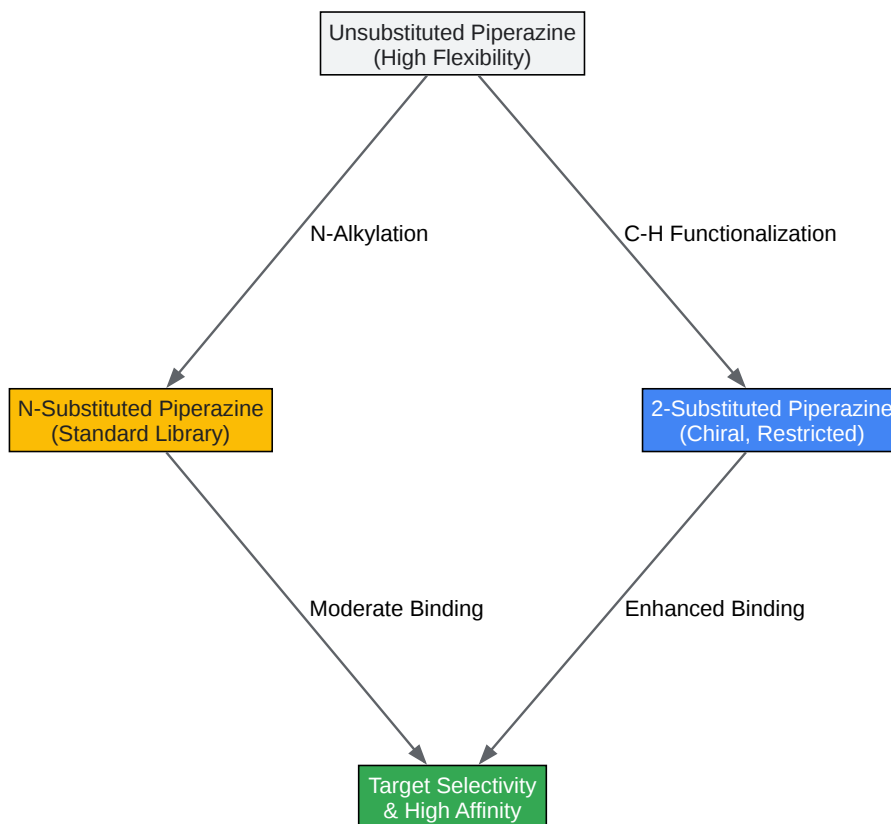 Unsubstituted Piperazine
(High Flexibility)
N-Alkylation
C-H Functionalization
N-Substituted Piperazine
(Standard Library)
2-Substituted Piperazine
(Chiral, Restricted)
Moderate Binding
Enhanced Binding
Target Selectivity
& High Affinity